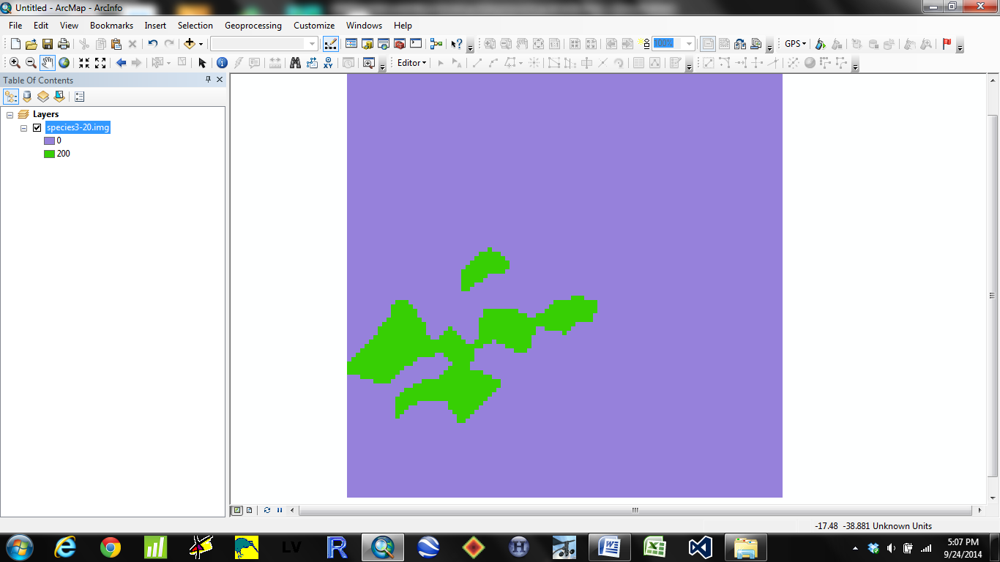 Untitled - ArcMap - ArcInfo
File Edit View Bookmarks Insert Selection Geoprocessing Customize Windows Help
100% GPS
Editor
Table Of Contents
Layers
species3-20.img
0
200
-17.48 -38.881 Unknown Units
LV R H W X
5:07 PM
9/24/2014